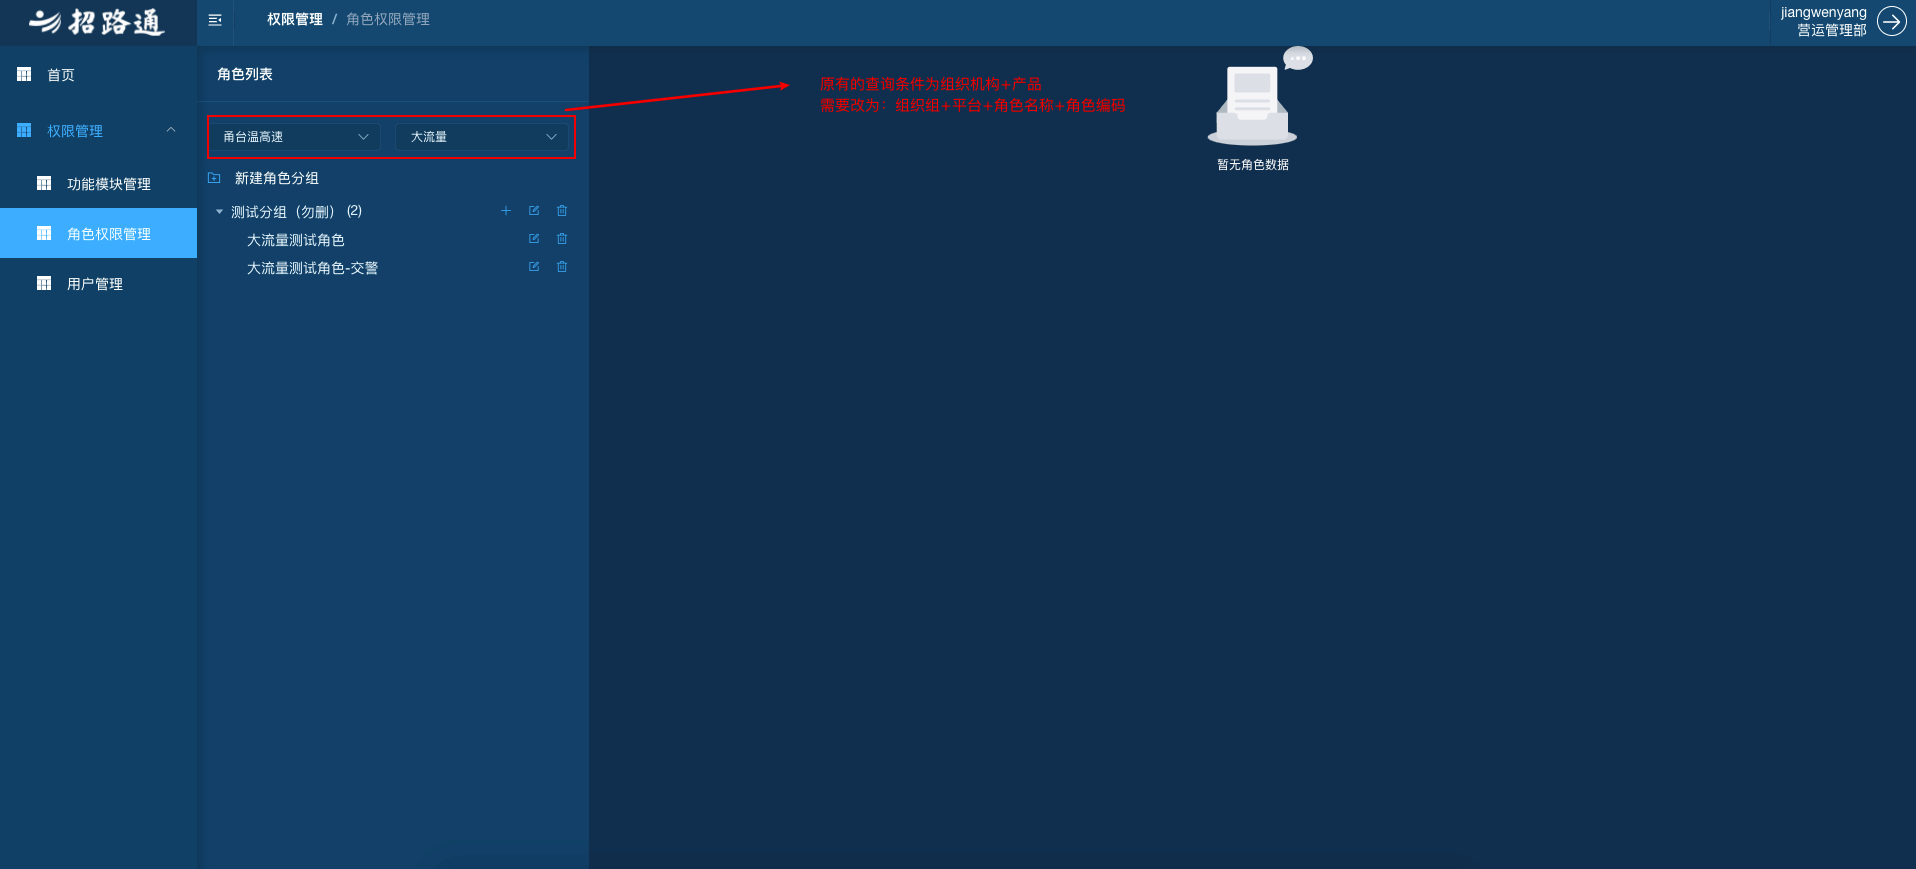 招路通
权限管理 / 角色权限管理
jiangwenyang
营运管理部
首页
权限管理
功能模块管理
角色权限管理
用户管理
角色列表
甬台温高速
大流量
新建角色分组
测试分组（勿删） (2)
大流量测试角色
大流量测试角色-交警
原有的查询条件为组织机构+产品
需要改为：组织组+平台+角色名称+角色编码
暂无角色数据